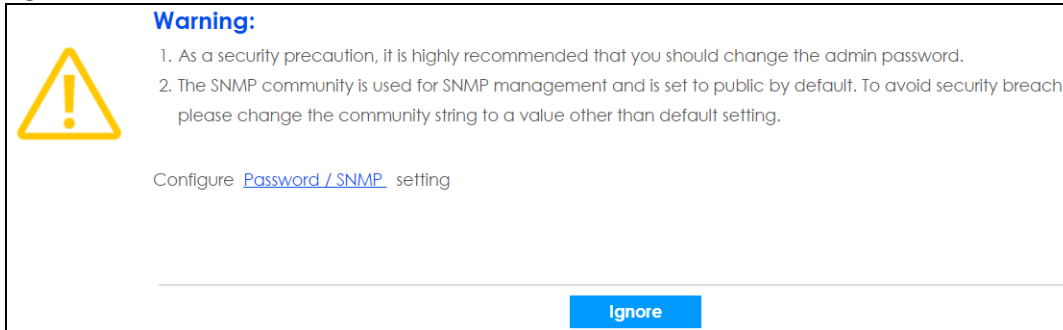 Warning:
1. As a security precaution, it is highly recommended that you should change the admin password.
2. The SNMP community is used for SNMP management and is set to public by default. To avoid security breach
please change the community string to a value other than default setting.
Configure Password / SNMP setting
Ignore